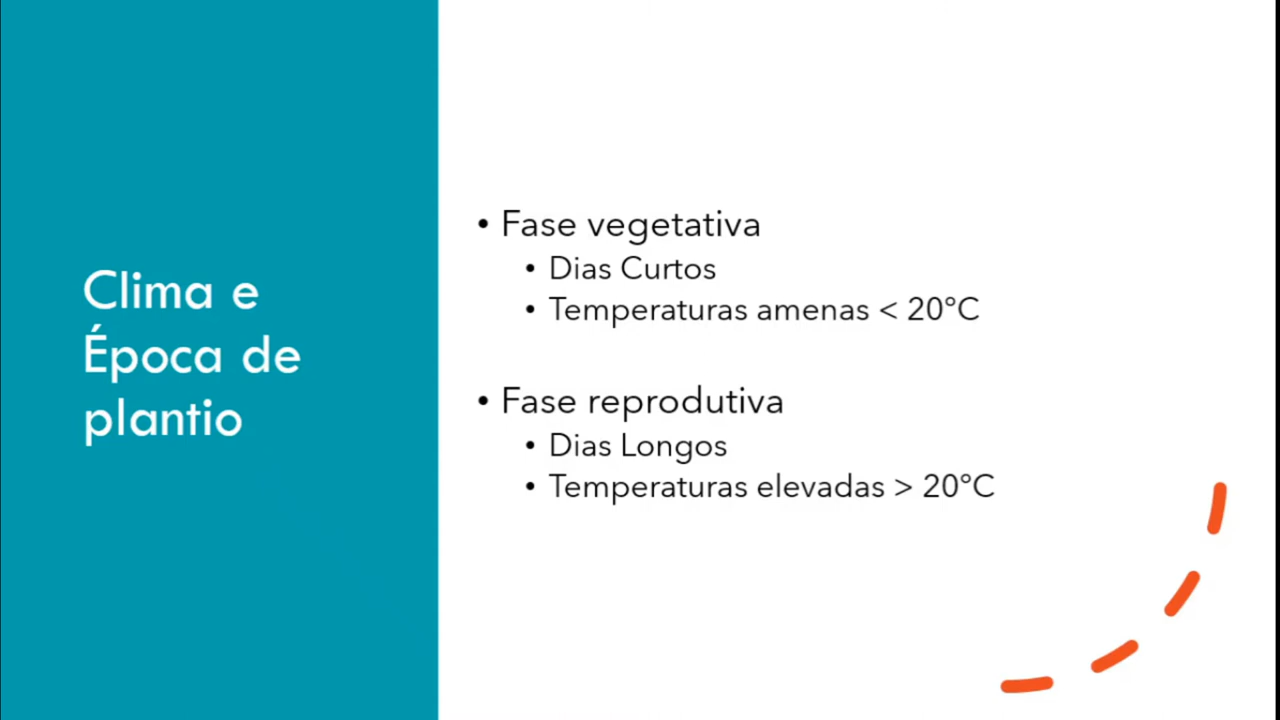 Clima e
Época de
plantio
• Fase vegetativa
• Dias Curtos
• Temperaturas amenas < 20°C
• Fase reprodutiva
• Dias Longos
• Temperaturas elevadas > 20°C